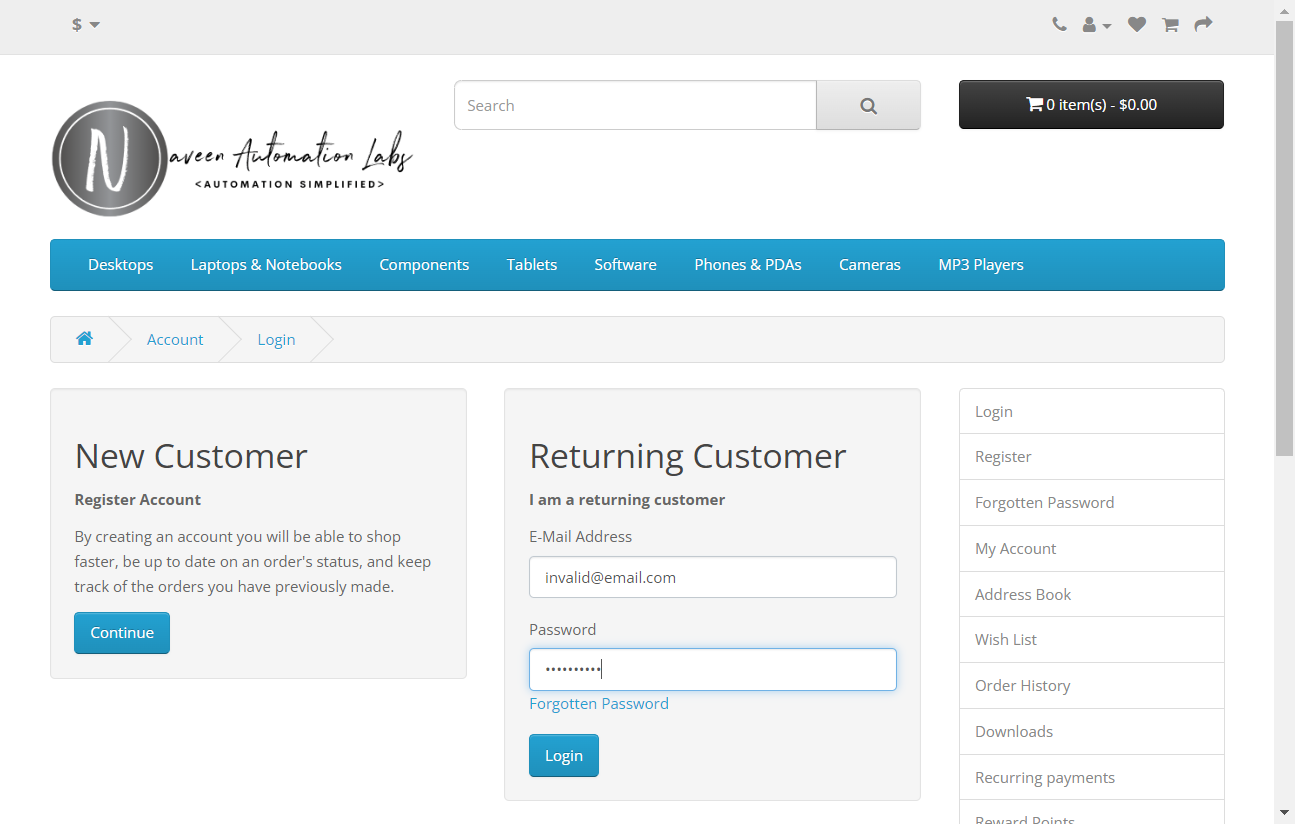 $
Search
0 item(s) - $0.00
N aveen Automation Labs
<AUTOMATION SIMPLIFIED>
Desktops Laptops & Notebooks Components Tablets Software Phones & PDAs Cameras MP3 Players
Account Login
New Customer
Register Account
By creating an account you will be able to shop
faster, be up to date on an order's status, and keep
track of the orders you have previously made.
Continue
Returning Customer
I am a returning customer
E-Mail Address
invalid@email.com
Password
••••••••••
Forgotten Password
Login
Login
Register
Forgotten Password
My Account
Address Book
Wish List
Order History
Downloads
Recurring payments
Reward Points